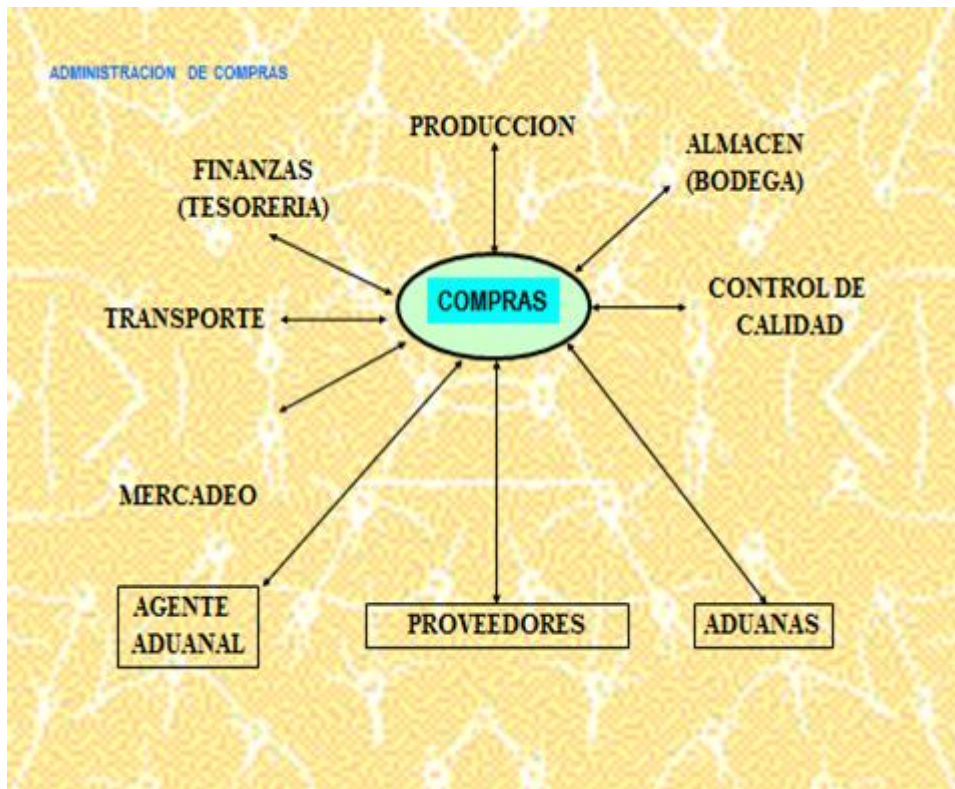 ADMINISTRACION DE COMPRAS
PRODUCCION
ALMACEN
(BODEGA)
FINANZAS
(TESORERIA)
COMPRAS
CONTROL DE
CALIDAD
TRANSPORTE
MERCADEO
AGENTE
ADUANAL
PROVEEDORES
ADUANAS